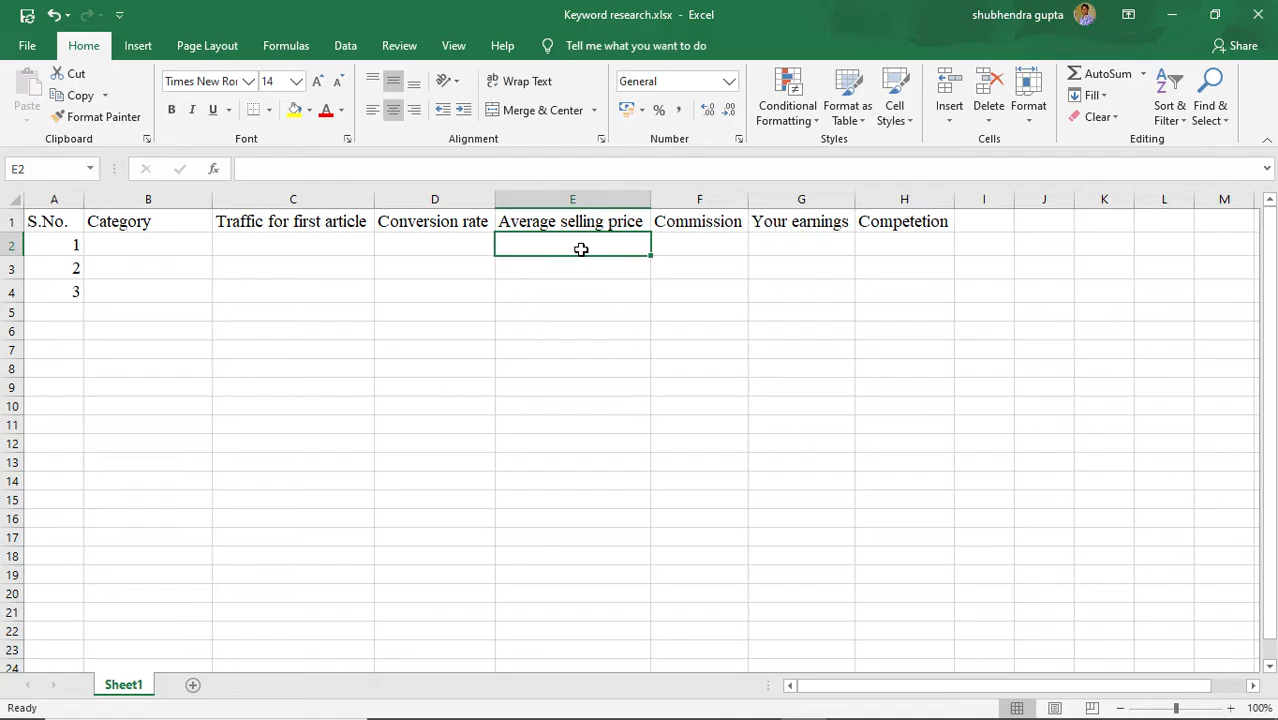 Keyword research.xlsx - Excel
shubhendra gupta
File Home Insert Page Layout Formulas Data Review View Help Tell me what you want to do Share
Paste
Cut
Copy
Format Painter
Clipboard
Times New Ro 14
B I U
Font
Wrap Text
Merge & Center
Alignment
General
%
Number
Conditional Formatting
Format as Table
Cell Styles
Styles
Insert
Delete
Format
Cells
AutoSum
Fill
Clear
Sort & Filter
Find & Select
Editing
E2
fx
A B C D E F G H I J K L M
1 S.No. Category Traffic for first article Conversion rate Average selling price Commission Your earnings Competetion
2 1
3 2
4 3
5
6
7
8
9
10
11
12
13
14
15
16
17
18
19
20
21
22
23
24
Sheet1
Ready
100%